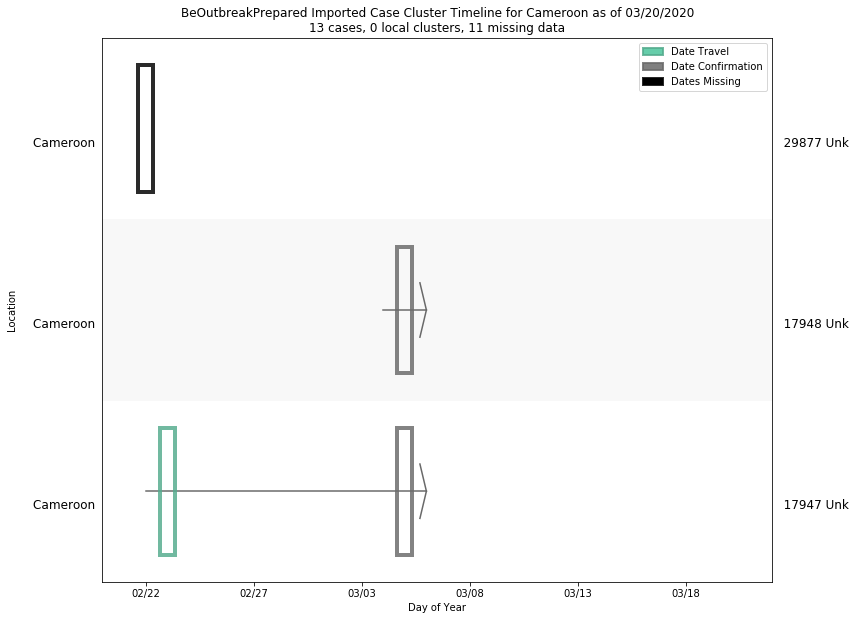 BeOutbreakPrepared Imported Case Cluster Timeline for Cameroon as of 03/20/2020
13 cases, 0 local clusters, 11 missing data
Date Travel
Date Confirmation
Dates Missing
Cameroon
29877 Unk
Cameroon
17948 Unk
Cameroon
17947 Unk
Location
02/22
02/27
03/03
03/08
03/13
03/18
Day of Year